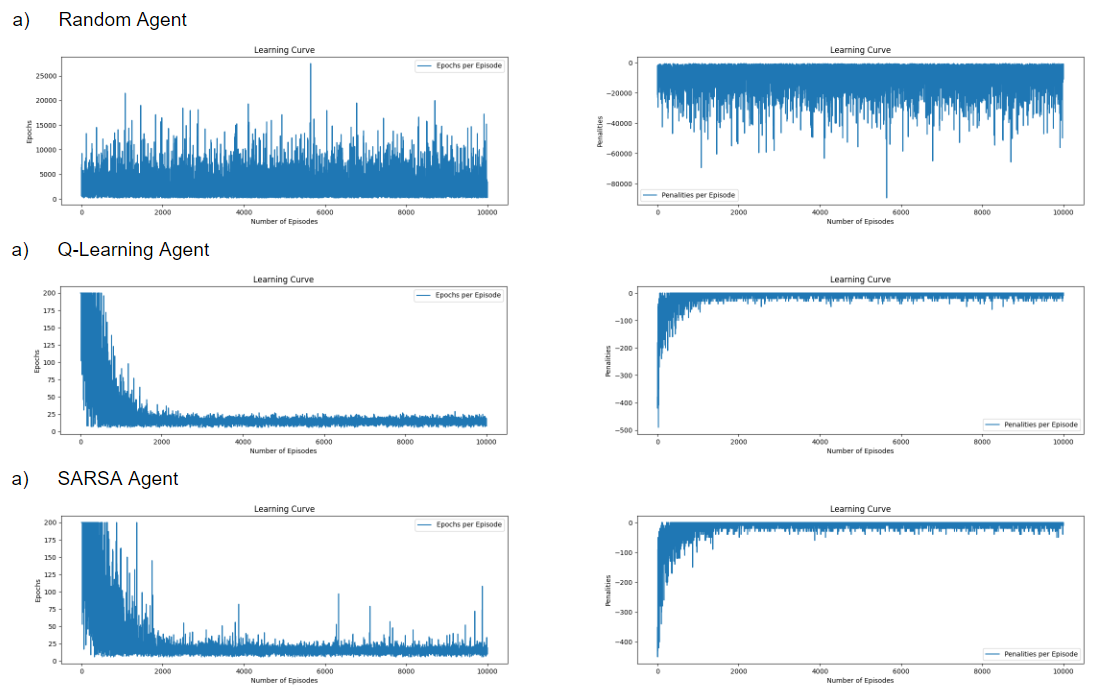 a) Random Agent
Learning Curve
Epochs per Episode
25000
20000
15000
10000
5000
0
Epochs
0 2000 4000 6000 8000 10000
Number of Episodes
Learning Curve
0
−20000
−40000
−60000
−80000
Penalities
Penalities per Episode
0 2000 4000 6000 8000 10000
Number of Episodes
a) Q-Learning Agent
Learning Curve
Epochs per Episode
200
175
150
125
100
75
50
25
0
Epochs
0 2000 4000 6000 8000 10000
Number of Episodes
Learning Curve
0
−100
−200
−300
−400
−500
Penalities
Penalities per Episode
0 2000 4000 6000 8000 10000
Number of Episodes
a) SARSA Agent
Learning Curve
Epochs per Episode
200
175
150
125
100
75
50
25
0
Epochs
0 2000 4000 6000 8000 10000
Number of Episodes
Learning Curve
0
−100
−200
−300
−400
Penalities
Penalities per Episode
0 2000 4000 6000 8000 10000
Number of Episodes